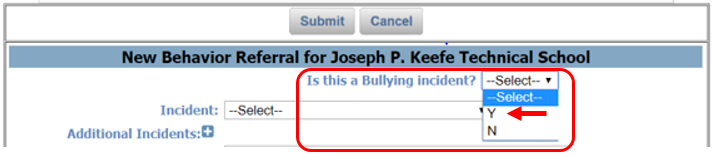 Submit Cancel
New Behavior Referral for Joseph P. Keefe Technical School
Is this a Bullying incident? --Select--
--Select--
Incident: --Select-- Y
Additional Incidents: N